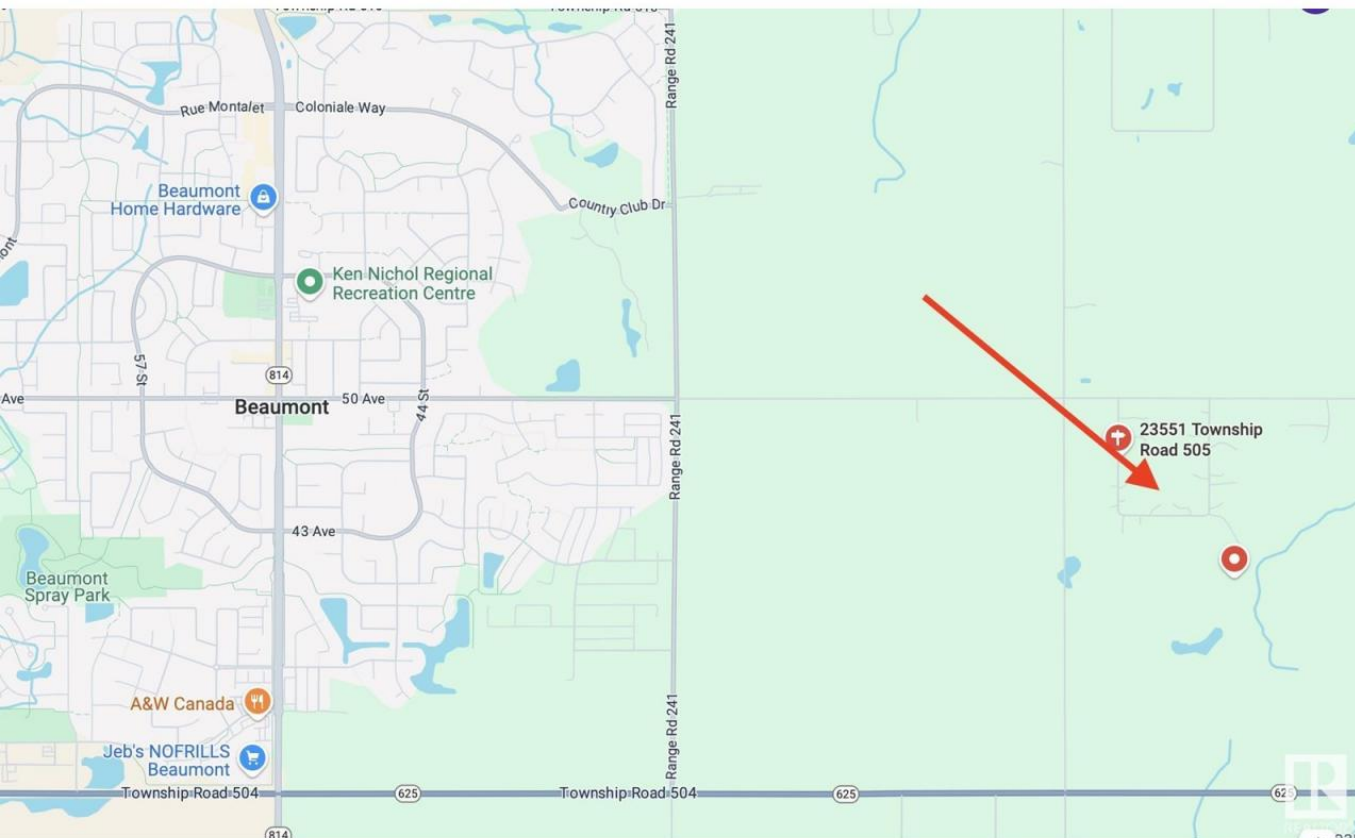 Range Rd 241
Rue Montalet
Coloniale Way
Beaumont
Home Hardware
Country Club Dr
Ken Nichol Regional
Recreation Centre
57 St
814
50 Ave
Ave
Beaumont
44 St
Range Rd 241
23551 Township
Road 505
43 Ave
Beaumont
Spray Park
A&W Canada
Range Rd 241
Jeb's NOFRILLS
Beaumont
Township Road 504
625
Township Road 504
625
625
814